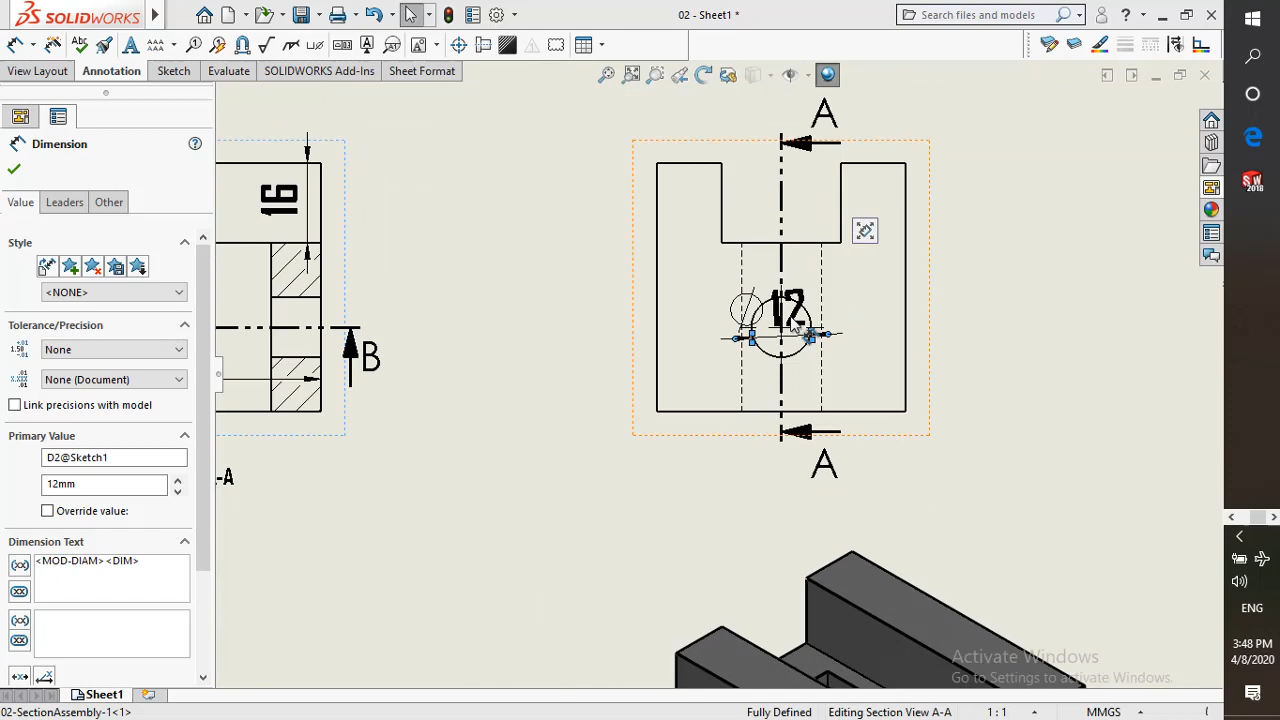 SOLIDWORKS
02 - Sheet1 *
Search files and models
View Layout
Annotation
Sketch
Evaluate
SOLIDWORKS Add-Ins
Sheet Format
Dimension
Value
Leaders
Other
Style
<NONE>
Tolerance/Precision
None
None (Document)
Link precisions with model
Primary Value
D2@Sketch1
12mm
Override value:
Dimension Text
<MOD-DIAM><DIM>
16
B
-A
A
12
A
Activate Windows
Go to Settings to activate Windows.
SW
2018
ENG
3:48 PM
4/8/2020
Sheet1
02-SectionAssembly-1<1>
Fully Defined
Editing Section View A-A
1 : 1
MMGS